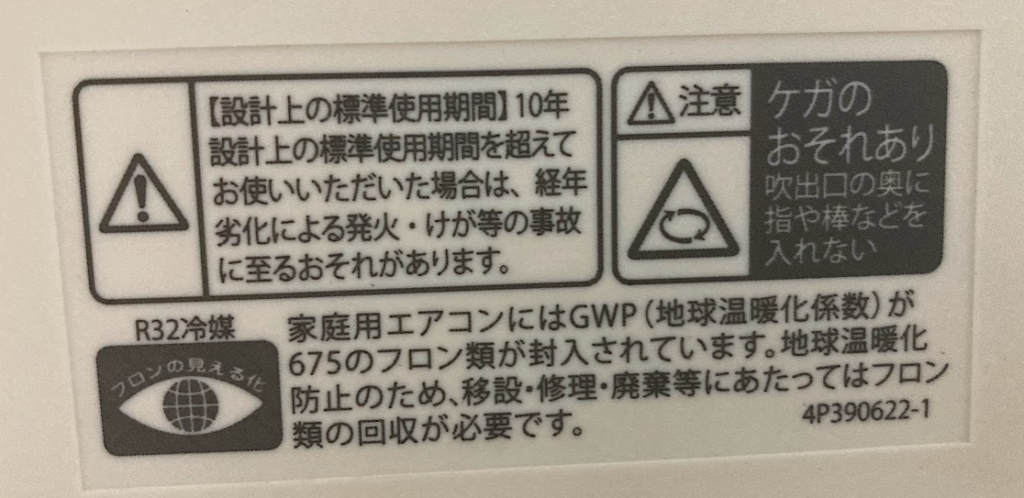 【設計上の標準使用期間】10年
設計上の標準使用期間を超えて
お使いいただいた場合は、経年
劣化による発火・けが等の事故
に至るおそれがあります。
注意
ケガの
おそれあり
吹出口の奥に
指や棒などを
入れない
R32冷媒
フロンの見える化
家庭用エアコンにはGWP(地球温暖化係数)が
675のフロン類が封入されています。地球温暖化
防止のため、移設・修理・廃棄等にあたってはフロン
類の回収が必要です。
4P390622-1